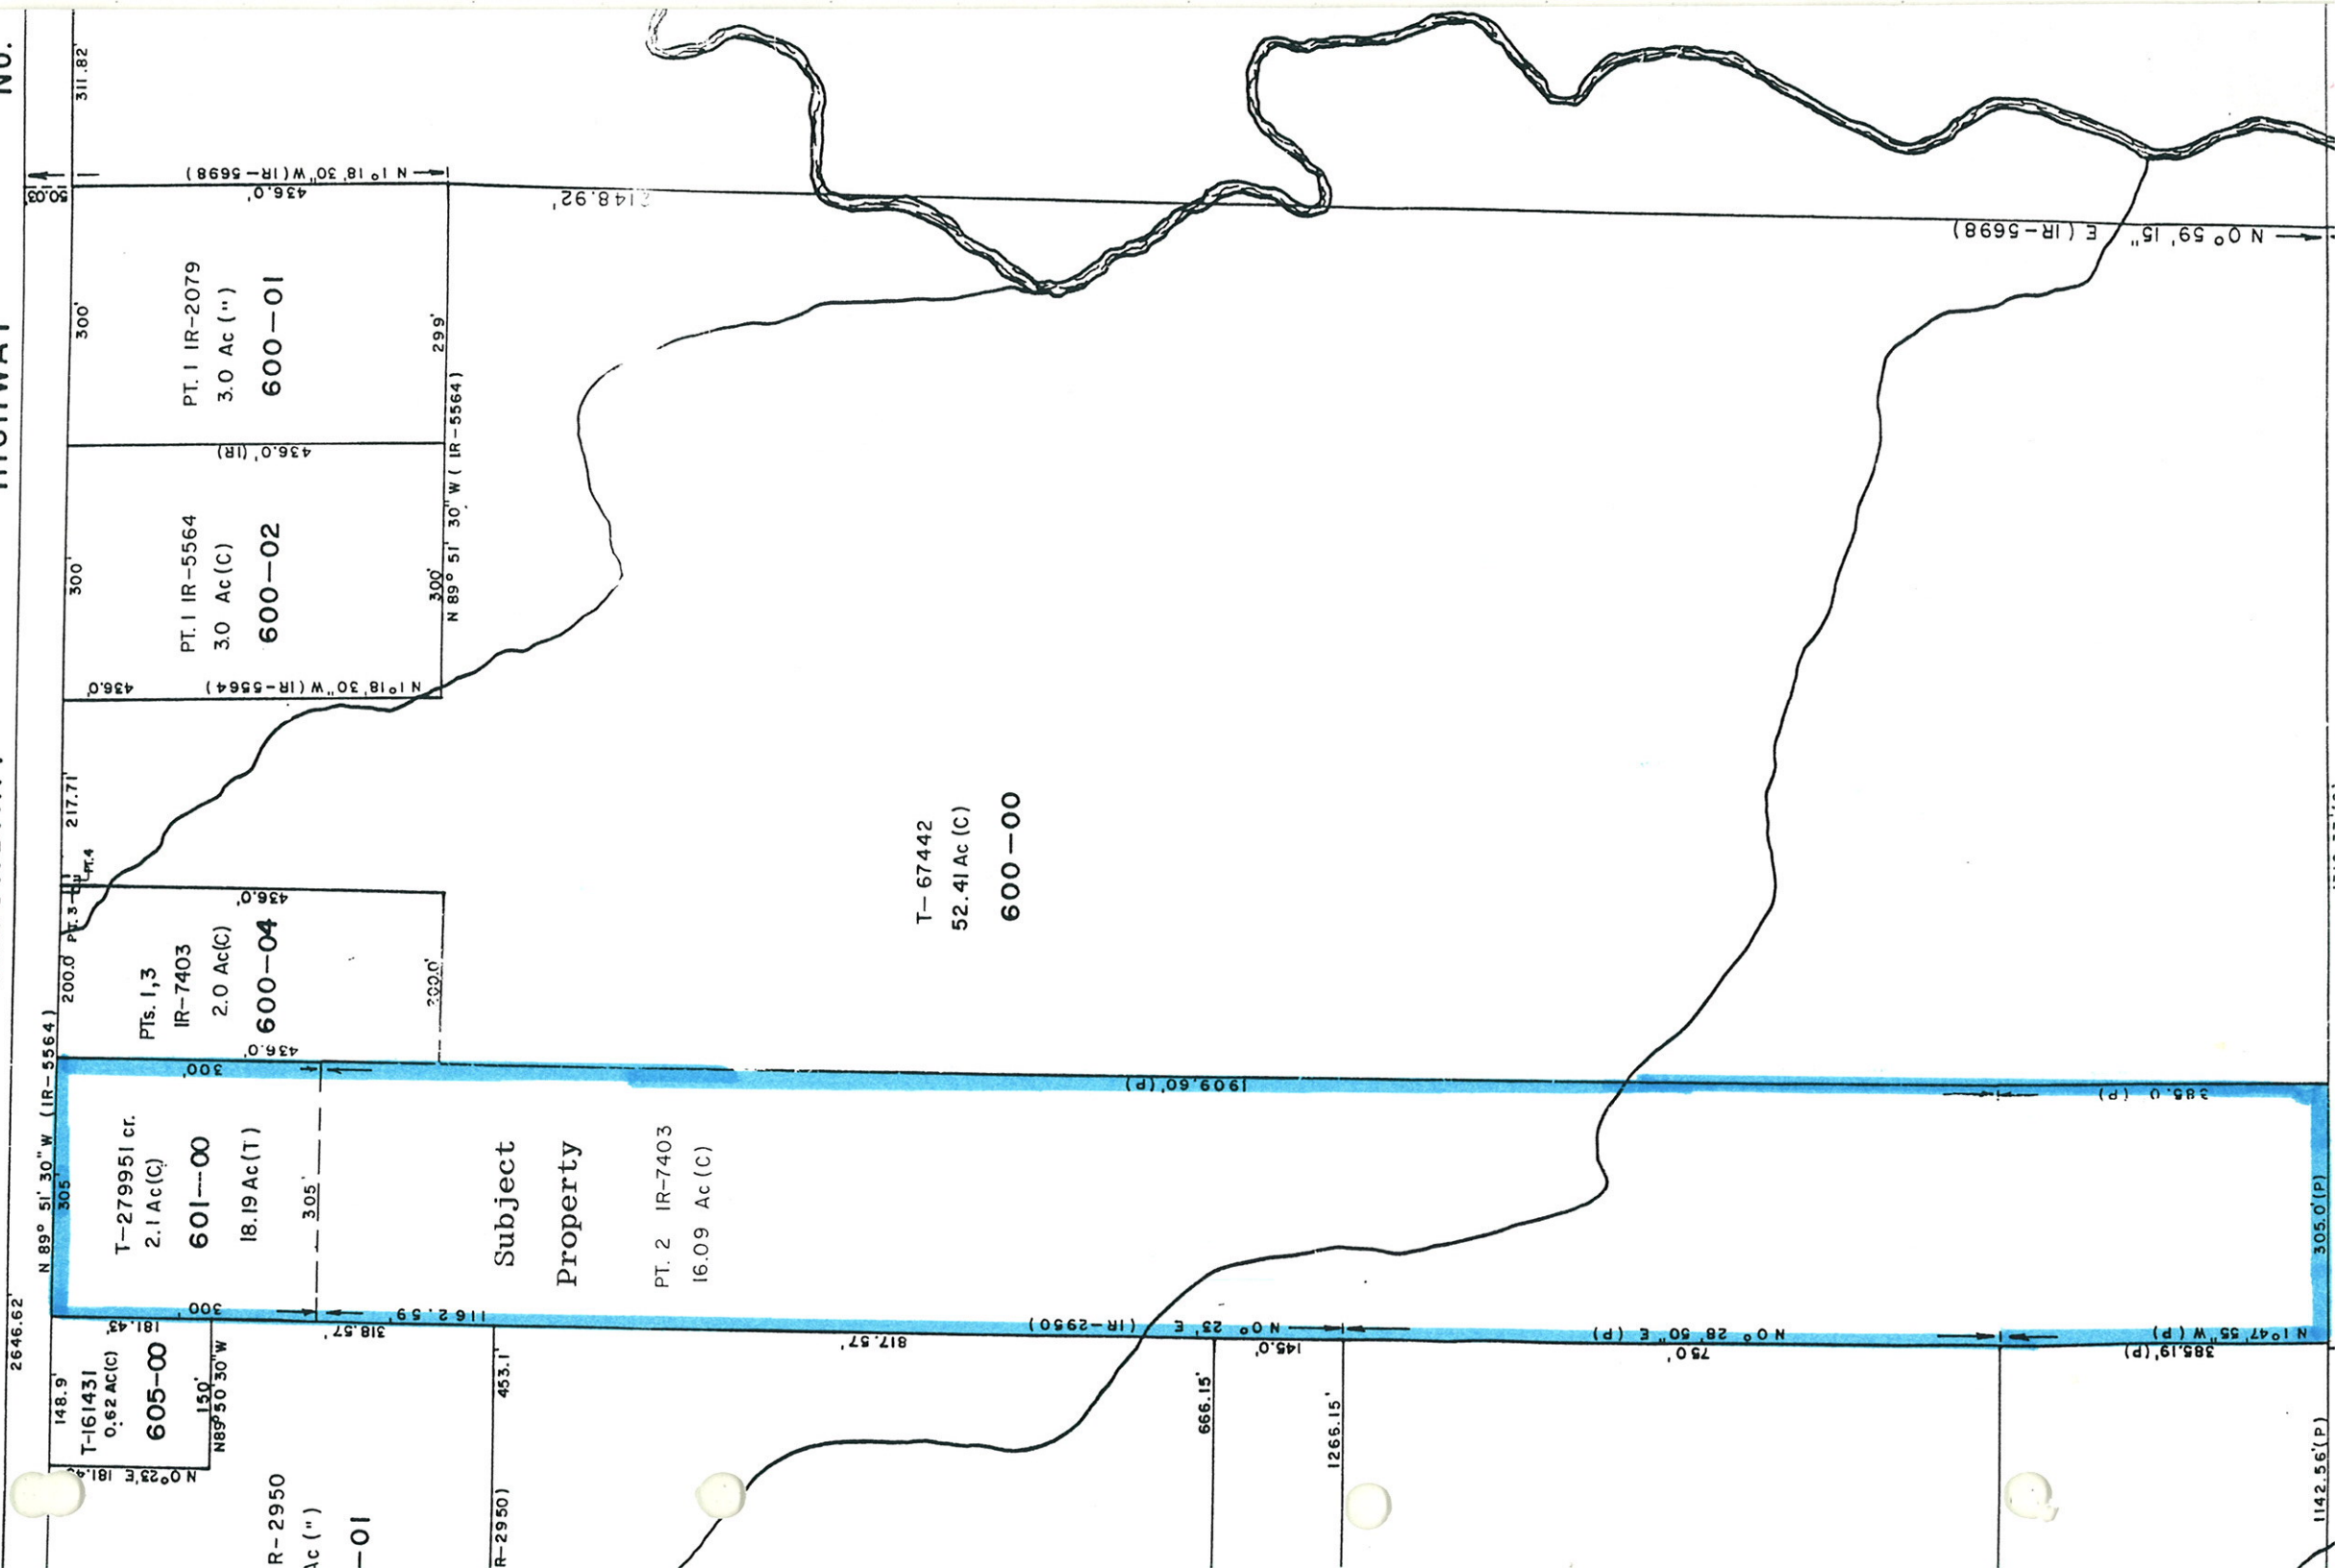 HIGHWAY
NO.
311.82'
50.03'
N 1° 18' 30" W (IR-5698)
436.0'
2148.92'
N 0° 59' 15" E (IR-5698)
300'
PT. 1 IR-2079
3.0 Ac (")
600-01
299'
436.0' (IR)
N 89° 51' 30" W (IR-5564)
300'
PT. 1 IR-5564
3.0 Ac (C)
600-02
300'
436.0'
N 1° 18' 30" W (IR-5564)
217.71'
PT. 4
PT. 3
436.0'
200.0'
PTs. 1,3
IR-7403
2.0 Ac(C)
600-04
200.0'
436.0'
T-67442
52.41 Ac (C)
600-00
N 89° 51' 30" W (IR-5564)
300'
1909.60' (P)
385.0 (P)
305'
T-279951 cr.
2.1 Ac(C)
601-00
18.19 Ac (T)
305'
Subject
Property
PT. 2 IR-7403
16.09 Ac (C)
305.0' (P)
300'
1162.59'
N 0° 23' E (IR-2950)
N 0° 28' 50" E (P)
N 1° 47' 55" W (P)
2646.62'
181.43'
318.57'
817.57'
145.0'
750'
385.19' (P)
148.9'
T-161431
0.62 AC(C)
605-00
150'
N89° 50' 30" W
N 0° 23' E 181.43
453.1'
666.15'
1266.15'
1142.56' (P)
R-2950
Ac (")
-01
R-2950)